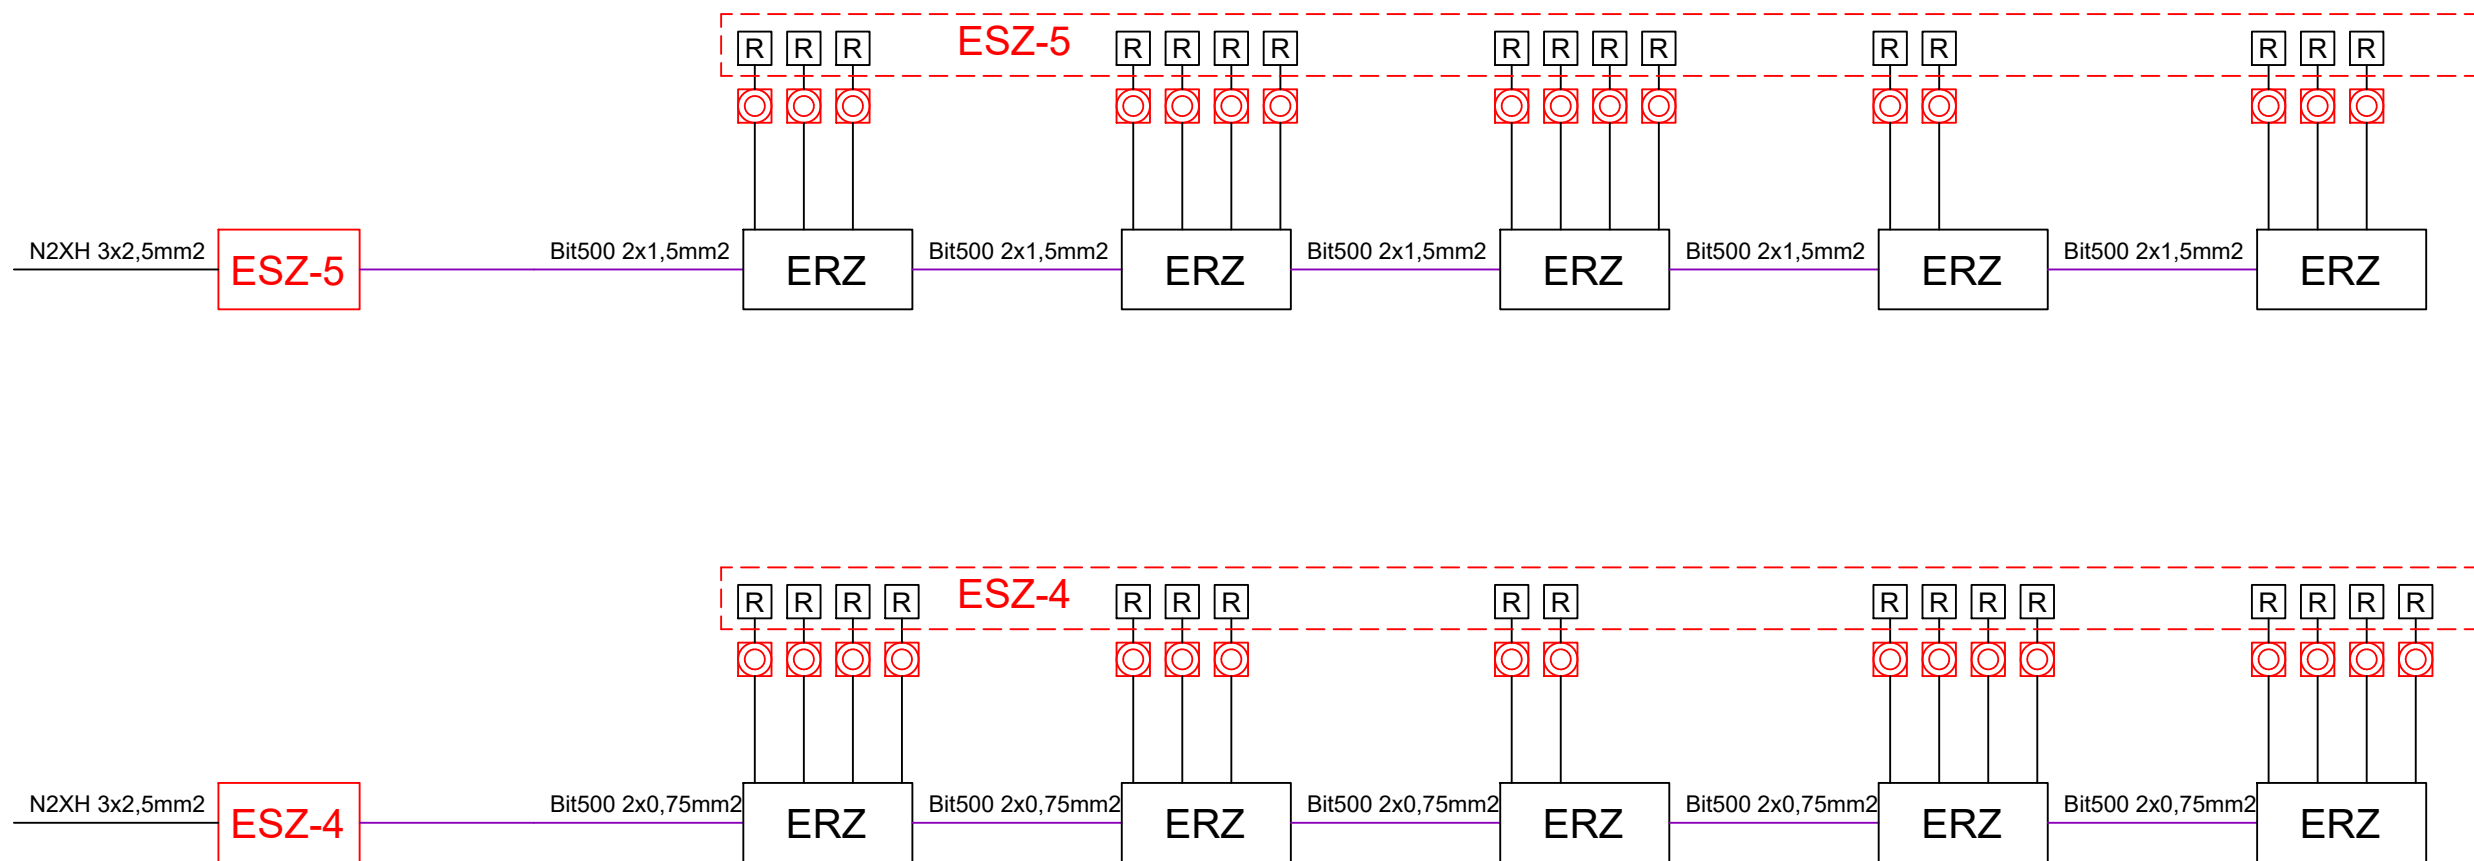 R R R ESZ-5 R R R R R R R R R R R R R
N2XH 3x2,5mm2 ESZ-5 Bit500 2x1,5mm2 ERZ Bit500 2x1,5mm2 ERZ Bit500 2x1,5mm2 ERZ Bit500 2x1,5mm2 ERZ Bit500 2x1,5mm2 ERZ
R R R R ESZ-4 R R R R R R R R R R R R R
N2XH 3x2,5mm2 ESZ-4 Bit500 2x0,75mm2 ERZ Bit500 2x0,75mm2 ERZ Bit500 2x0,75mm2 ERZ Bit500 2x0,75mm2 ERZ Bit500 2x0,75mm2 ERZ